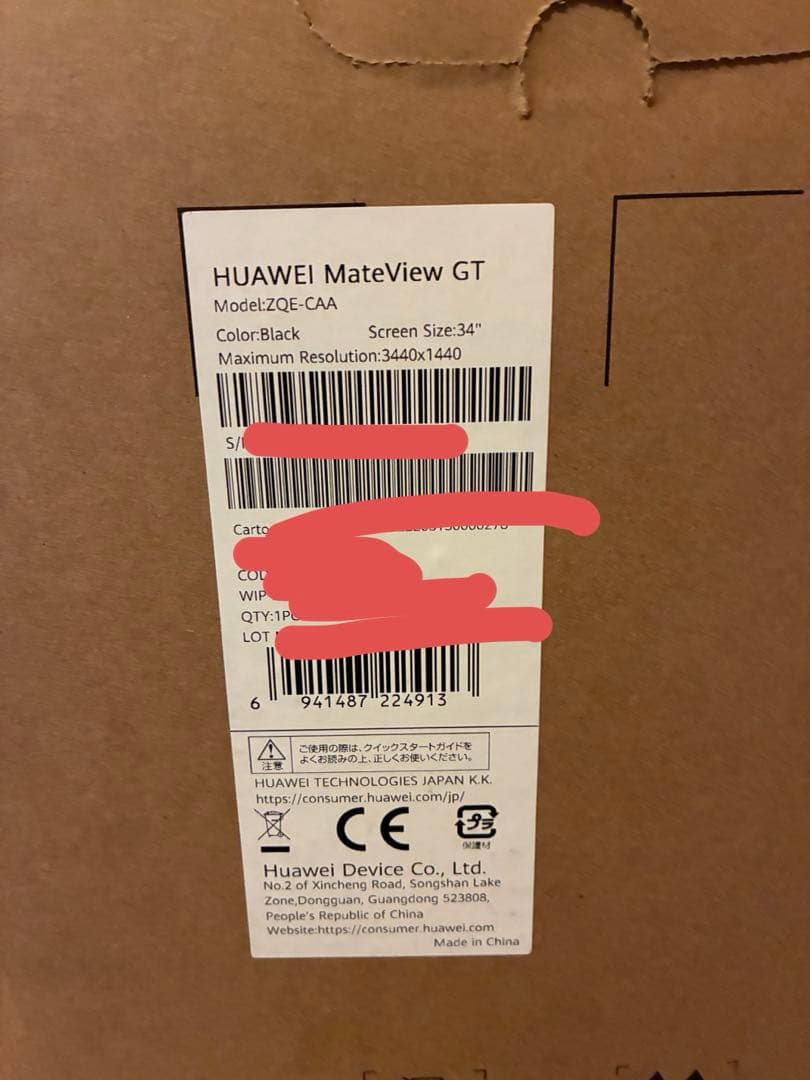 HUAWEI MateView GT
Model:ZQE-CAA
Color:Black Screen Size:34"
Maximum Resolution:3440x1440
S/
Carto
COL
WIP
QTY:1P
LOT
6 941487 224913
注意
ご使用の際は、クイックスタートガイドを
よくお読みの上、正しくお使いください。
HUAWEI TECHNOLOGIES JAPAN K.K.
https://consumer.huawei.com/jp/
CE
プラ
保護材
Huawei Device Co., Ltd.
No.2 of Xincheng Road, Songshan Lake
Zone,Dongguan, Guangdong 523808,
People's Republic of China
Website:https://consumer.huawei.com
Made in China